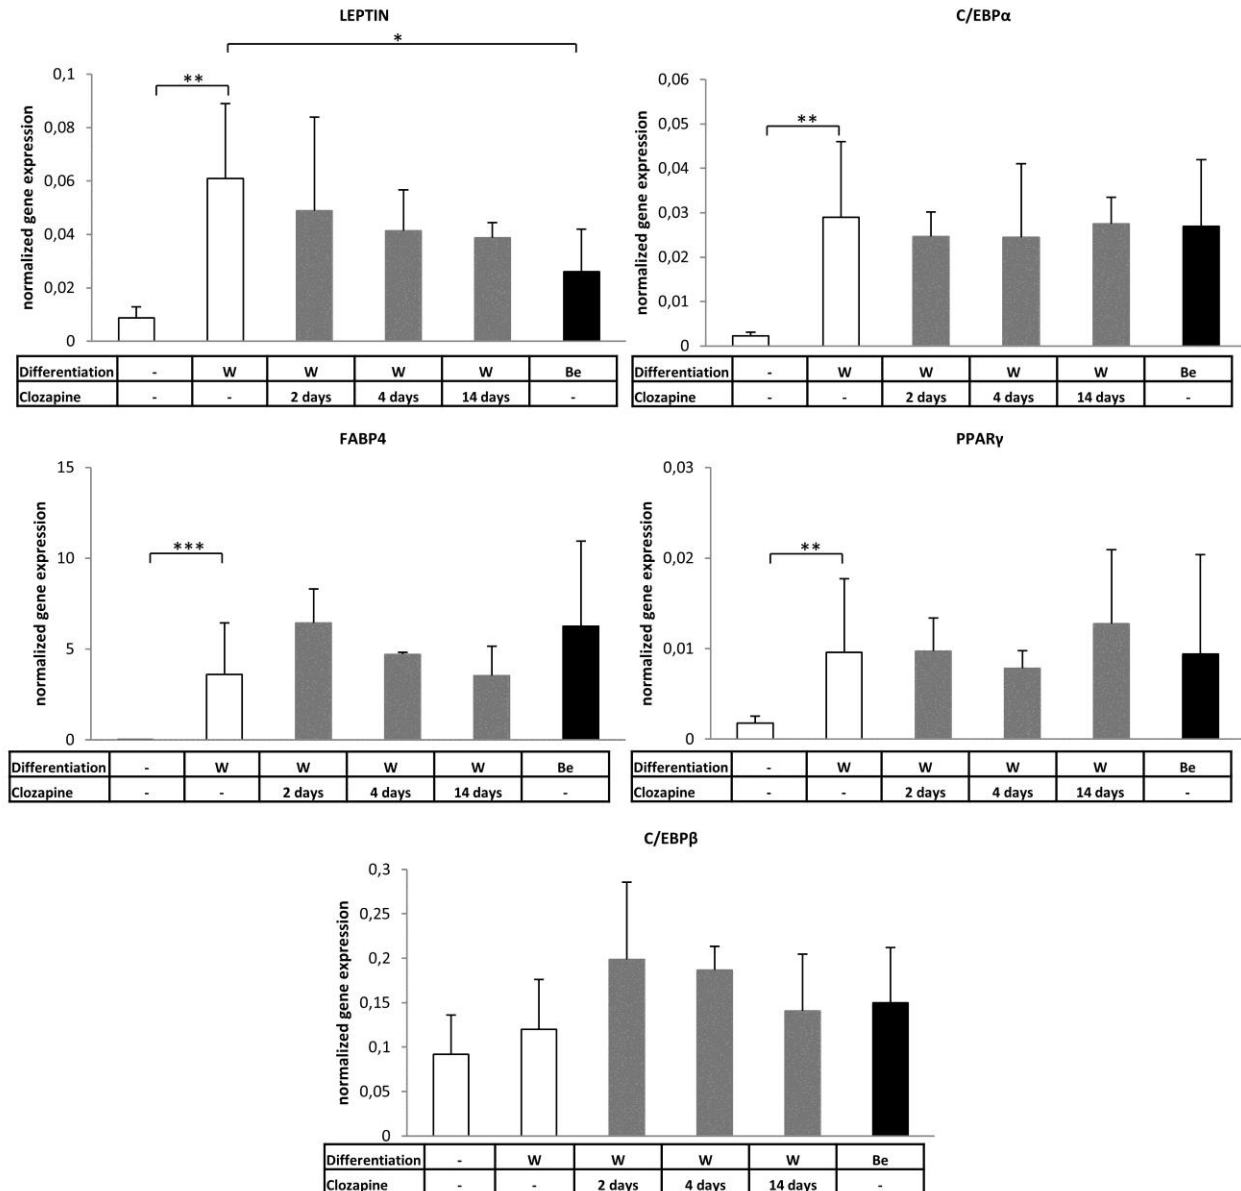 LEPTIN
*
**
normalized gene expression
0,1
0,08
0,06
0,04
0,02
0
Differentiation - W W W W Be
Clozapine - - 2 days 4 days 14 days -
C/EBPα
**
normalized gene expression
0,06
0,05
0,04
0,03
0,02
0,01
0
Differentiation - W W W W Be
Clozapine - - 2 days 4 days 14 days -
FABP4
***
normalized gene expression
15
10
5
0
Differentiation - W W W W Be
Clozapine - - 2 days 4 days 14 days -
PPARγ
**
normalized gene expression
0,03
0,02
0,01
0
Differentiation - W W W W Be
Clozapine - - 2 days 4 days 14 days -
C/EBPβ
normalized gene expression
0,3
0,25
0,2
0,15
0,1
0,05
0
Differentiation - W W W W Be
Clozapine - - 2 days 4 days 14 days -